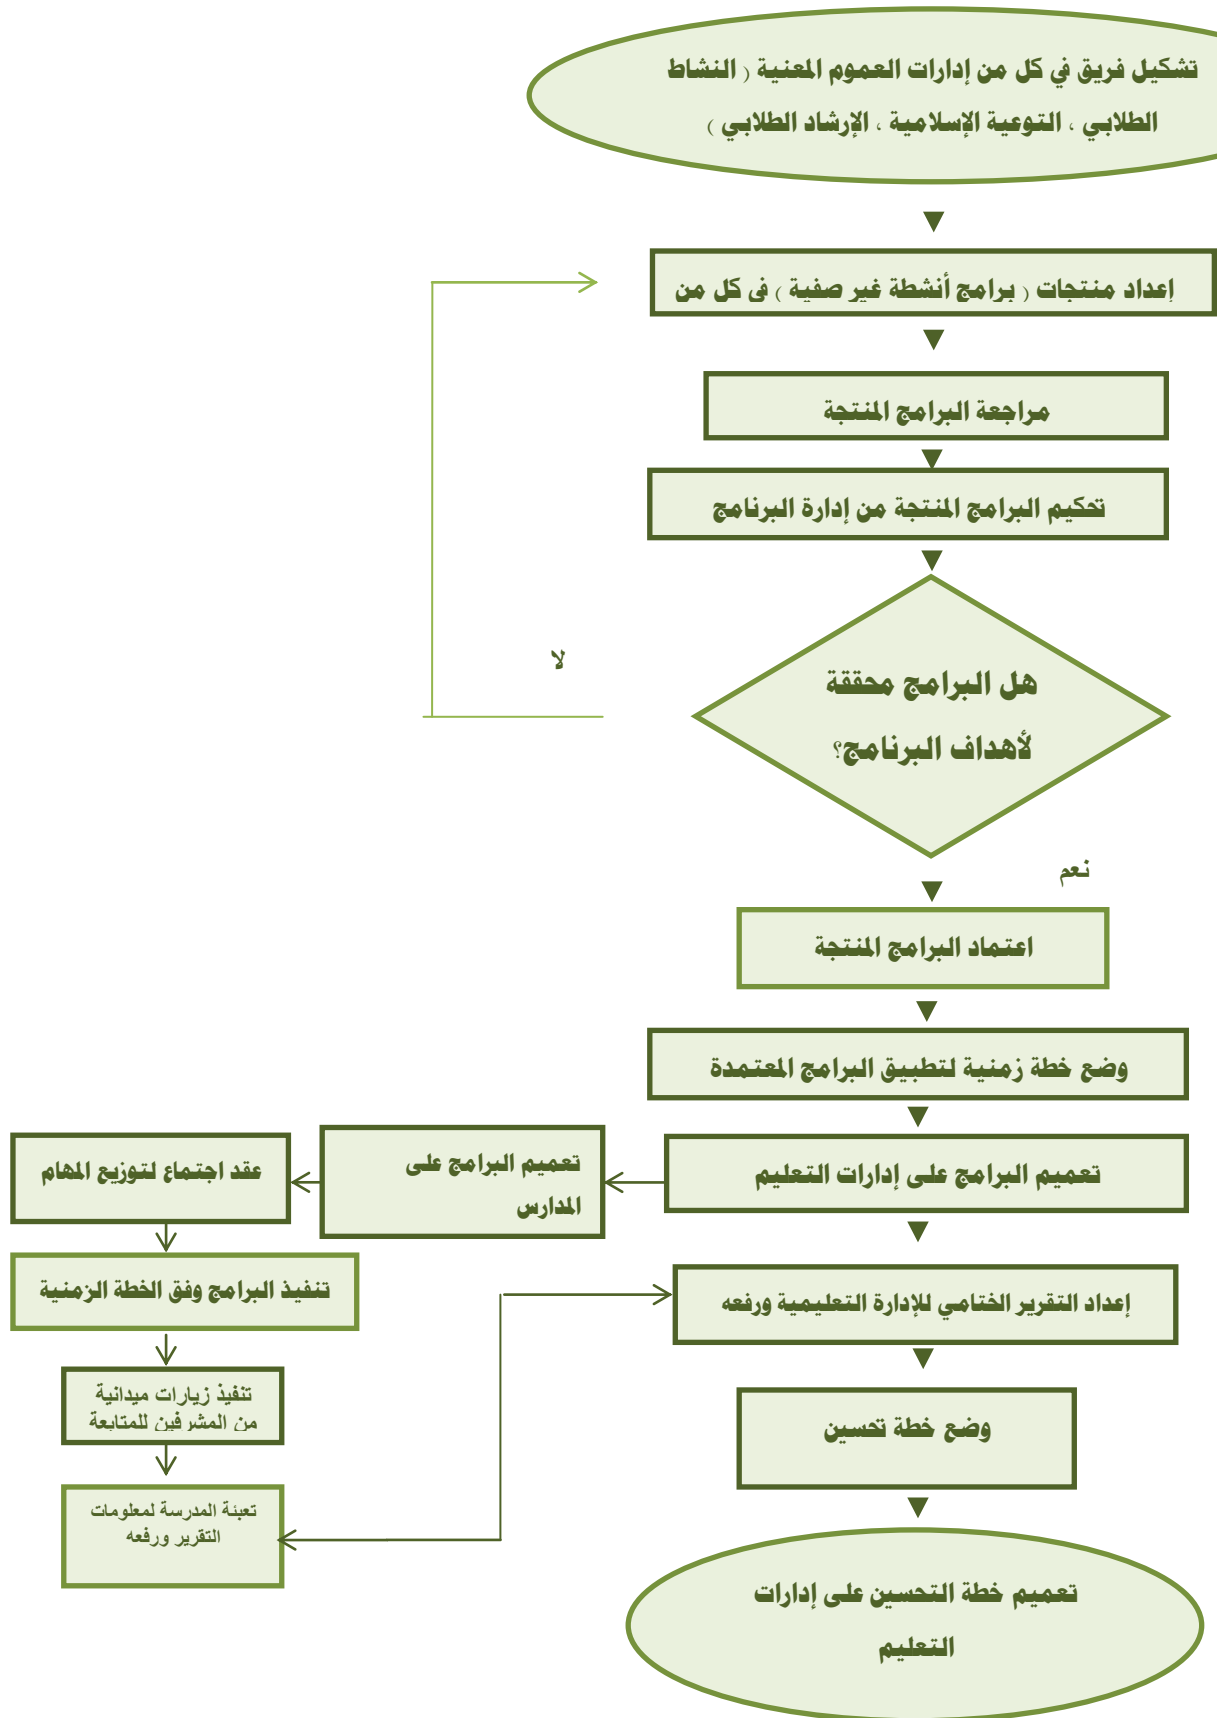 تشكيل فريق في كل من إدارات العموم المعنية ( النشاط
الطلابي ، التوعية الإسلامية ، الإرشاد الطلابي )
إعداد منتجات ( برامج أنشطة غير صفية ) في كل من
مراجعة البرامج المنتجة
تحكيم البرامج المنتجة من إدارة البرنامج
هل البرامج محققة
لأهداف البرنامج؟
لا
نعم
اعتماد البرامج المنتجة
وضع خطة زمنية لتطبيق البرامج المعتمدة
تعميم البرامج على إدارات التعليم
تعميم البرامج على
المدارس
عقد اجتماع لتوزيع المهام
تنفيذ البرامج وفق الخطة الزمنية
تنفيذ زيارات ميدانية
من المشرفين للمتابعة
تعبئة المدرسة لمعلومات
التقرير ورفعه
إعداد التقرير الختامي للإدارة التعليمية ورفعه
وضع خطة تحسين
تعميم خطة التحسين على إدارات
التعليم